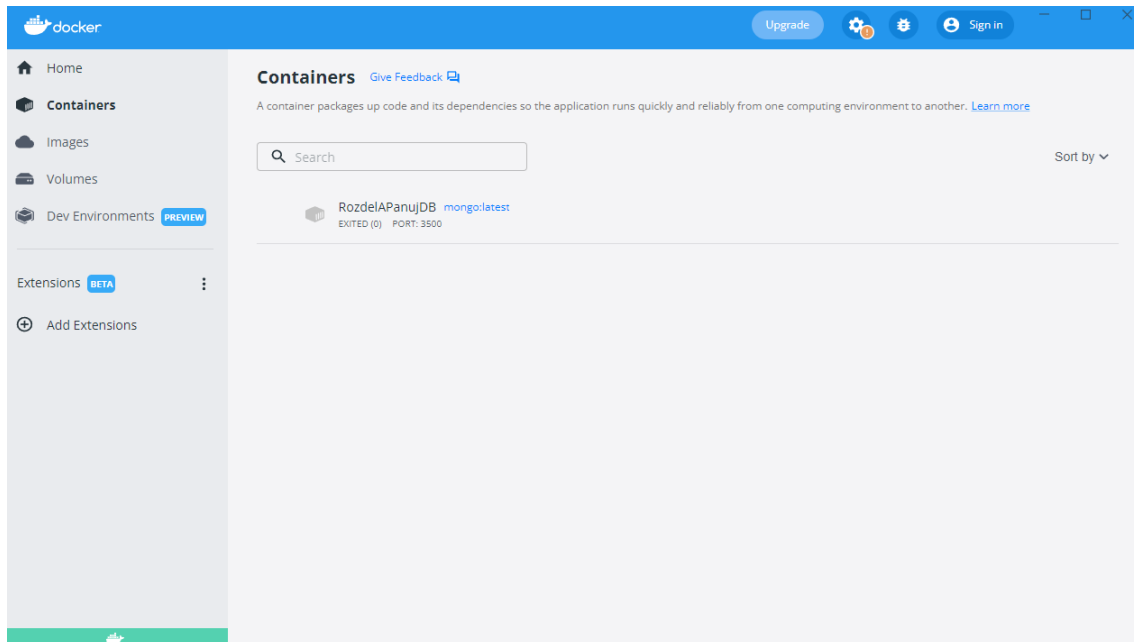 docker
Upgrade
Sign in
Home
Containers
Images
Volumes
Dev Environments PREVIEW
Extensions BETA
Add Extensions
Containers Give Feedback
A container packages up code and its dependencies so the application runs quickly and reliably from one computing environment to another. Learn more
Search
Sort by
RozdelAPanujDB mongo:latest
EXITED (0) PORT: 3500